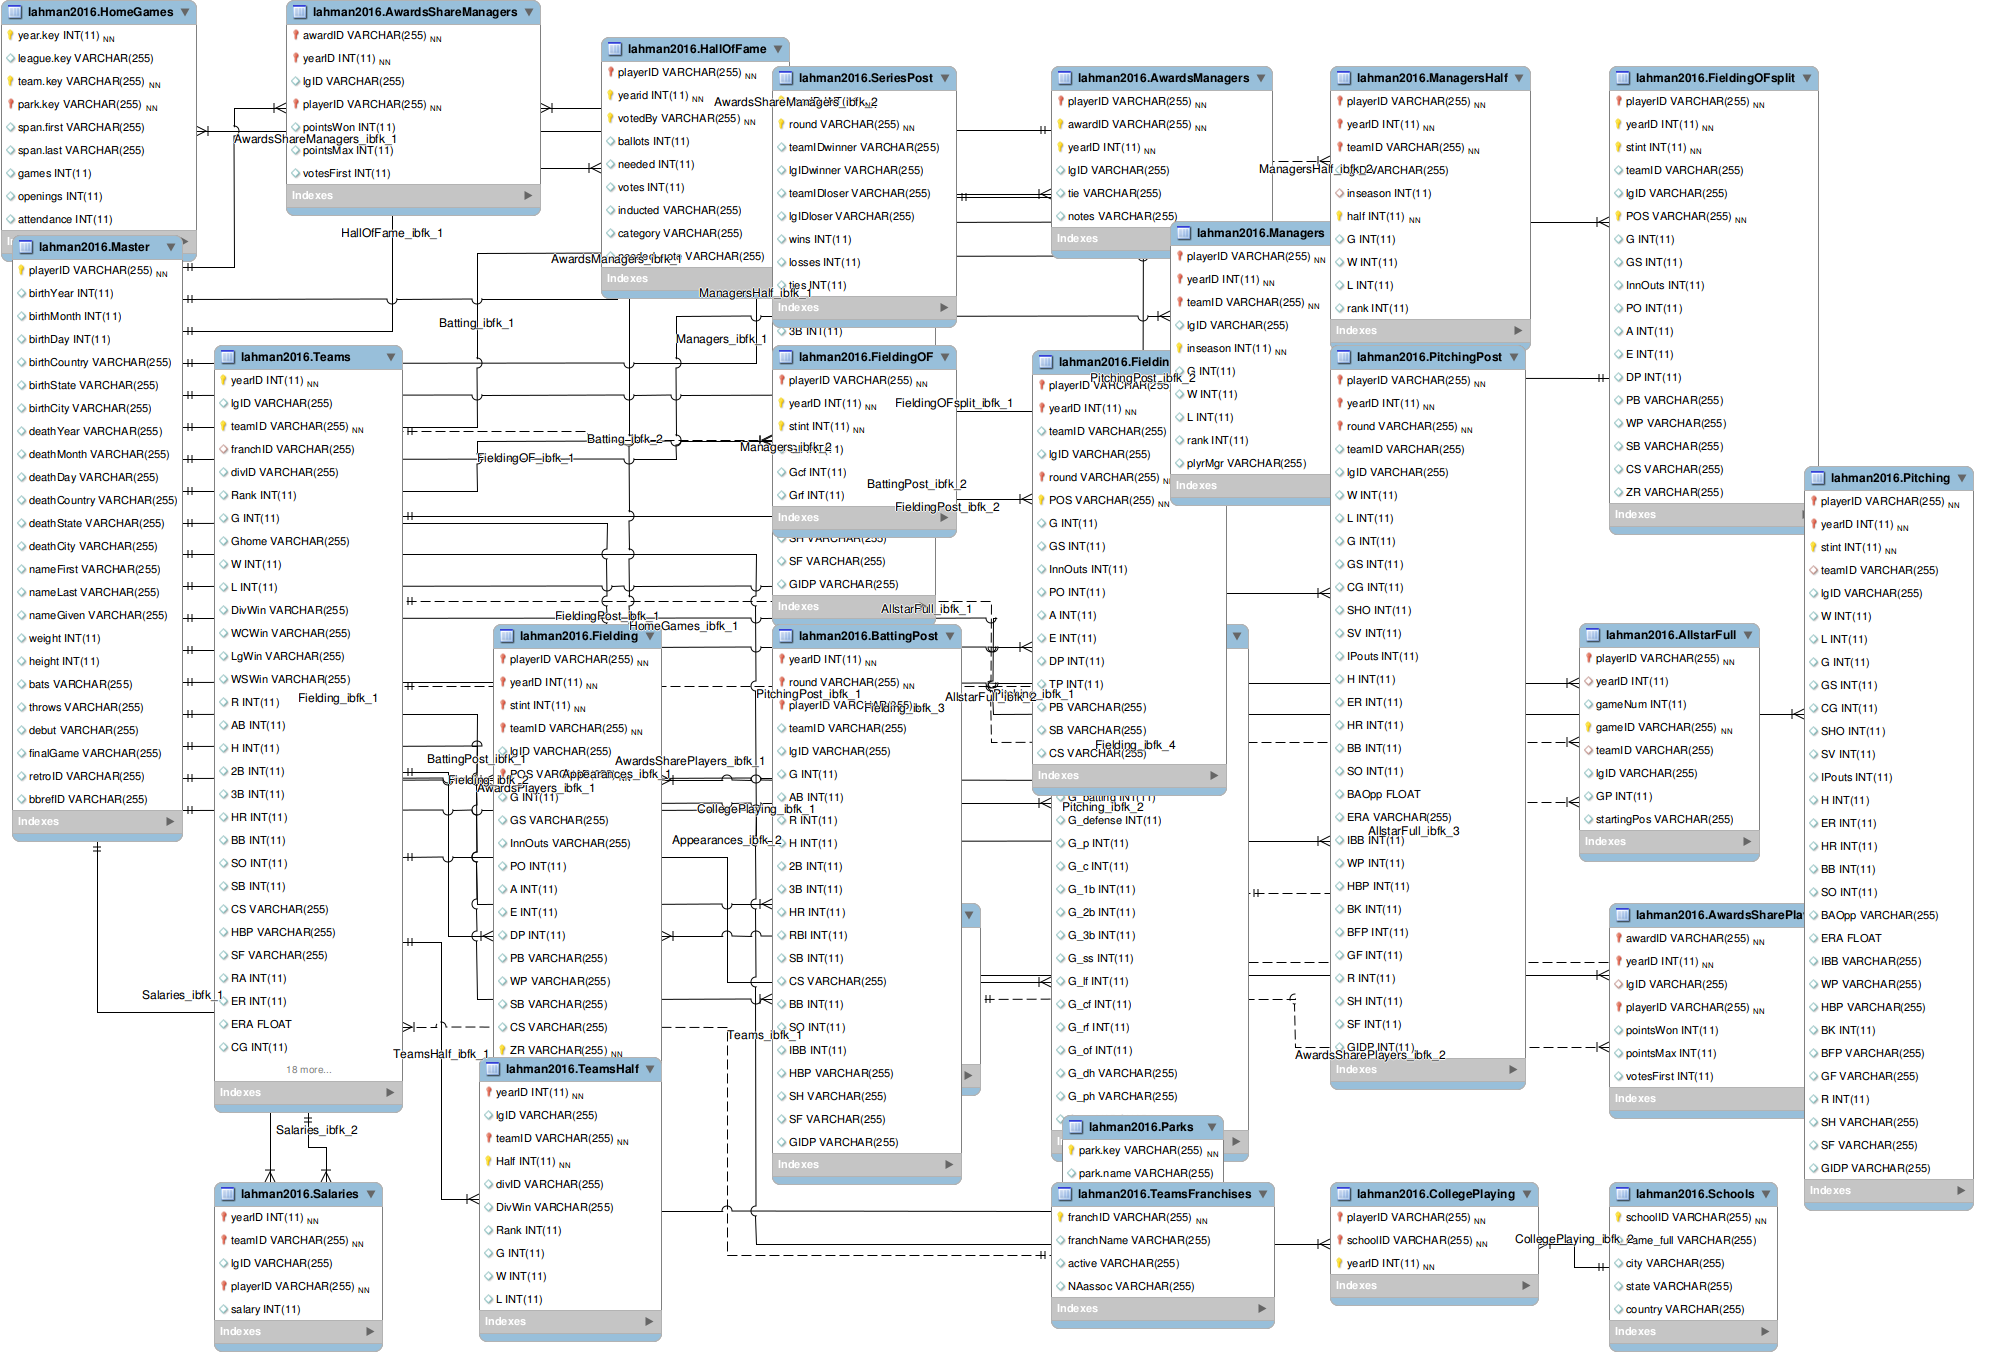 lahman2016.HomeGames
year.key INT(11) NN
league.key VARCHAR(255)
team.key VARCHAR(255) NN
park.key VARCHAR(255) NN
span.first VARCHAR(255)
span.last VARCHAR(255)
games INT(11)
openings INT(11)
attendance INT(11)
lahman2016.AwardsShareManagers
awardID VARCHAR(255) NN
yearID INT(11) NN
lgID VARCHAR(255)
playerID VARCHAR(255) NN
pointsWon INT(11)
AwardsShareManagers_ibfk_1
pointsMax INT(11)
votesFirst INT(11)
Indexes
lahman2016.HallOfFame
playerID VARCHAR(255) NN
yearid INT(11) NN
votedBy VARCHAR(255) NN
ballots INT(11)
needed INT(11)
votes INT(11)
inducted VARCHAR(255)
category VARCHAR(255)
VARCHAR(255)
Indexes
lahman2016.SeriesPost
AwardsShareManagers_ibfk_2
round VARCHAR(255) NN
teamIDwinner VARCHAR(255)
lgIDwinner VARCHAR(255)
teamIDloser VARCHAR(255)
lgIDloser VARCHAR(255)
wins INT(11)
losses INT(11)
ties INT(11)
Indexes
3B INT(11)
lahman2016.AwardsManagers
playerID VARCHAR(255) NN
awardID VARCHAR(255) NN
yearID INT(11) NN
lgID VARCHAR(255)
tie VARCHAR(255)
notes VARCHAR(255)
Indexes
lahman2016.Managers
playerID VARCHAR(255) NN
yearID INT(11) NN
teamID VARCHAR(255) NN
lgID VARCHAR(255)
inseason INT(11) NN
G INT(11)
W INT(11)
L INT(11)
rank INT(11)
plyrMgr VARCHAR(255)
Indexes
lahman2016.ManagersHalf
playerID VARCHAR(255) NN
yearID INT(11) NN
teamID VARCHAR(255) NN
ManagersHalf_ibfk_2
lgID VARCHAR(255)
inseason INT(11)
half INT(11) NN
G INT(11)
W INT(11)
L INT(11)
rank INT(11)
Indexes
lahman2016.FieldingOFsplit
playerID VARCHAR(255) NN
yearID INT(11) NN
stint INT(11) NN
teamID VARCHAR(255)
lgID VARCHAR(255)
POS VARCHAR(255) NN
G INT(11)
GS INT(11)
InnOuts INT(11)
PO INT(11)
A INT(11)
E INT(11)
DP INT(11)
PB VARCHAR(255)
WP VARCHAR(255)
SB VARCHAR(255)
CS VARCHAR(255)
ZR VARCHAR(255)
Indexes
lahman2016.Master
playerID VARCHAR(255) NN
birthYear INT(11)
birthMonth INT(11)
birthDay INT(11)
birthCountry VARCHAR(255)
birthState VARCHAR(255)
birthCity VARCHAR(255)
deathYear VARCHAR(255)
deathMonth VARCHAR(255)
deathDay VARCHAR(255)
deathCountry VARCHAR(255)
deathState VARCHAR(255)
deathCity VARCHAR(255)
nameFirst VARCHAR(255)
nameLast VARCHAR(255)
nameGiven VARCHAR(255)
weight INT(11)
height INT(11)
bats VARCHAR(255)
throws VARCHAR(255)
debut VARCHAR(255)
finalGame VARCHAR(255)
retroID VARCHAR(255)
bbrefID VARCHAR(255)
Indexes
HallOfFame_ibfk_1
AwardsManagers_ibfk_1
ManagersHalf_ibfk_1
Batting_ibfk_1
Managers_ibfk_1
Batting_ibfk_2
Managers_ibfk_2
FieldingOF_ibfk_1
lahman2016.Teams
yearID INT(11) NN
lgID VARCHAR(255)
teamID VARCHAR(255) NN
franchID VARCHAR(255)
divID VARCHAR(255)
Rank INT(11)
G INT(11)
Ghome VARCHAR(255)
W INT(11)
L INT(11)
DivWin VARCHAR(255)
WCWin VARCHAR(255)
LgWin VARCHAR(255)
WSWin VARCHAR(255)
R INT(11)
Fielding_ibfk_1
AB INT(11)
H INT(11)
2B INT(11)
3B INT(11)
HR INT(11)
BB INT(11)
SO INT(11)
SB INT(11)
CS VARCHAR(255)
HBP VARCHAR(255)
SF VARCHAR(255)
RA INT(11)
ER INT(11)
ERA FLOAT
CG INT(11)
18 more...
Indexes
lahman2016.FieldingOF
playerID VARCHAR(255) NN
yearID INT(11) NN
stint INT(11) NN
Gcf INT(11)
Grf INT(11)
Indexes
SH VARCHAR(255)
SF VARCHAR(255)
GIDP VARCHAR(255)
Indexes
FieldingOFsplit_ibfk_1
BattingPost_ibfk_2
FieldingPost_ibfk_2
AllstarFull_ibfk_1
FieldingPost_ibfk_1
HomeGames_ibfk_1
lahman2016.Fieldin
PitchingPost_ibfk_2
playerID VARCHAR(255
yearID INT(11) NN
teamID VARCHAR(255)
lgID VARCHAR(255)
round VARCHAR(255) NN
POS VARCHAR(255) NN
G INT(11)
GS INT(11)
InnOuts INT(11)
PO INT(11)
A INT(11)
E INT(11)
DP INT(11)
TP INT(11)
PB VARCHAR(255)
SB VARCHAR(255)
CS VARCHAR(255)
Indexes
lahman2016.PitchingPost
playerID VARCHAR(255) NN
yearID INT(11) NN
round VARCHAR(255) NN
teamID VARCHAR(255)
lgID VARCHAR(255)
W INT(11)
L INT(11)
G INT(11)
GS INT(11)
CG INT(11)
SHO INT(11)
SV INT(11)
IPouts INT(11)
H INT(11)
ER INT(11)
HR INT(11)
BB INT(11)
SO INT(11)
BAOpp FLOAT
ERA VARCHAR(255)
AllstarFull_ibfk_3
IBB INT(11)
WP INT(11)
HBP INT(11)
BK INT(11)
BFP INT(11)
GF INT(11)
R INT(11)
SH INT(11)
SF INT(11)
GIDP INT(11)
AwardsSharePlayers_ibfk_2
Indexes
lahman2016.Pitching
playerID VARCHAR(255) NN
yearID INT(11) NN
stint INT(11) NN
teamID VARCHAR(255)
lgID VARCHAR(255)
W INT(11)
L INT(11)
G INT(11)
GS INT(11)
CG INT(11)
SHO INT(11)
SV INT(11)
IPouts INT(11)
H INT(11)
ER INT(11)
HR INT(11)
BB INT(11)
SO INT(11)
BAOpp VARCHAR(255)
ERA FLOAT
IBB VARCHAR(255)
WP VARCHAR(255)
HBP VARCHAR(255)
BK INT(11)
BFP VARCHAR(255)
GF VARCHAR(255)
R INT(11)
SH VARCHAR(255)
SF VARCHAR(255)
GIDP VARCHAR(255)
Indexes
lahman2016.Fielding
playerID VARCHAR(255) NN
yearID INT(11) NN
stint INT(11) NN
teamID VARCHAR(255) NN
lgID VARCHAR(255)
POS VARCHAR(255)
G INT(11)
GS VARCHAR(255)
InnOuts VARCHAR(255)
PO INT(11)
A INT(11)
E INT(11)
DP INT(11)
PB VARCHAR(255)
WP VARCHAR(255)
SB VARCHAR(255)
CS VARCHAR(255)
ZR VARCHAR(255) NN
BattingPost_ibfk_1
Fielding_ibfk_2
AwardsPlayers_ibfk_1
Appearances_ibfk_1
AwardsSharePlayers_ibfk_1
CollegePlaying_ibfk_1
Appearances_ibfk_2
lahman2016.BattingPost
yearID INT(11) NN
round VARCHAR(255) NN
PitchingPost_ibfk_1
playerID VARCHAR(255)
Fielding_ibfk_3
teamID VARCHAR(255)
lgID VARCHAR(255)
G INT(11)
AB INT(11)
R INT(11)
H INT(11)
2B INT(11)
3B INT(11)
HR INT(11)
RBI INT(11)
SB INT(11)
CS VARCHAR(255)
BB INT(11)
SO INT(11)
Teams_ibfk_1
IBB INT(11)
HBP VARCHAR(255)
SH VARCHAR(255)
SF VARCHAR(255)
GIDP VARCHAR(255)
Indexes
AllstarFull_ibfk_2
Pitching_ibfk_1
Fielding_ibfk_4
Pitching_ibfk_2
G_batting INT(11)
G_defense INT(11)
G_p INT(11)
G_c INT(11)
G_1b INT(11)
G_2b INT(11)
G_3b INT(11)
G_ss INT(11)
G_lf INT(11)
G_cf INT(11)
G_rf INT(11)
G_of INT(11)
G_dh INT(11)
G_ph INT(11)
lahman2016.AllstarFull
playerID VARCHAR(255) NN
yearID INT(11)
gameNum INT(11)
gameID VARCHAR(255) NN
teamID VARCHAR(255)
lgID VARCHAR(255)
GP INT(11)
startingPos VARCHAR(255)
Indexes
lahman2016.AwardsSharePla
awardID VARCHAR(255) NN
yearID INT(11) NN
lgID VARCHAR(255)
playerID VARCHAR(255) NN
pointsWon INT(11)
pointsMax INT(11)
votesFirst INT(11)
Indexes
Salaries_ibfk_1
TeamsHalf_ibfk_1
Salaries_ibfk_2
lahman2016.TeamsHalf
yearID INT(11) NN
lgID VARCHAR(255)
teamID VARCHAR(255) NN
Half INT(11) NN
divID VARCHAR(255)
DivWin VARCHAR(255)
Rank INT(11)
G INT(11)
W INT(11)
L INT(11)
Indexes
lahman2016.Salaries
yearID INT(11) NN
teamID VARCHAR(255) NN
lgID VARCHAR(255)
playerID VARCHAR(255) NN
salary INT(11)
Indexes
lahman2016.Parks
park.key VARCHAR(255) NN
park.name VARCHAR(255)
lahman2016.TeamsFranchises
franchID VARCHAR(255) NN
franchName VARCHAR(255)
active VARCHAR(255)
NAassoc VARCHAR(255)
Indexes
lahman2016.CollegePlaying
playerID VARCHAR(255) NN
schoolID VARCHAR(255) NN
yearID INT(11) NN
Indexes
CollegePlaying_ibfk_2
lahman2016.Schools
schoolID VARCHAR(255) NN
name_full VARCHAR(255)
city VARCHAR(255)
state VARCHAR(255)
country VARCHAR(255)
Indexes